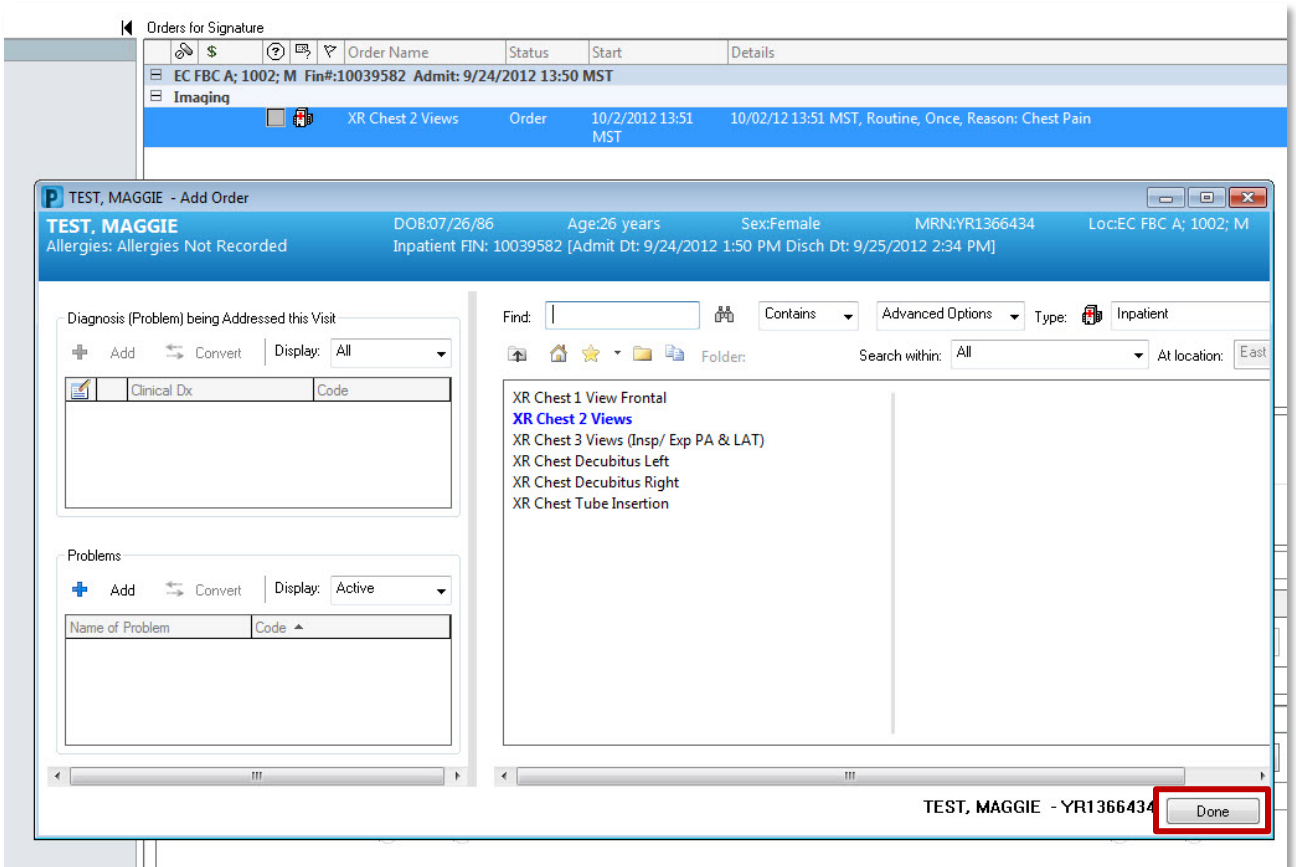 Orders for Signature
$ Order Name Status Start Details
EC FBC A; 1002; M Fin#:10039582 Admit: 9/24/2012 13:50 MST
Imaging
XR Chest 2 Views Order 10/2/2012 13:51 MST 10/02/12 13:51 MST, Routine, Once, Reason: Chest Pain
P TEST, MAGGIE - Add Order
TEST, MAGGIE DOB:07/26/86 Age:26 years Sex:Female MRN:YR1366434 Loc:EC FBC A; 1002; M
Allergies: Allergies Not Recorded Inpatient FIN: 10039582 [Admit Dt: 9/24/2012 1:50 PM Disch Dt: 9/25/2012 2:34 PM]
Diagnosis (Problem) being Addressed this Visit
Add Convert Display: All
Clinical Dx Code
Problems
Add Convert Display: Active
Name of Problem Code
Find: Contains Advanced Options Type: Inpatient
Folder: Search within: All At location: East
XR Chest 1 View Frontal
XR Chest 2 Views
XR Chest 3 Views (Insp/ Exp PA & LAT)
XR Chest Decubitus Left
XR Chest Decubitus Right
XR Chest Tube Insertion
TEST, MAGGIE - YR1366434 Done